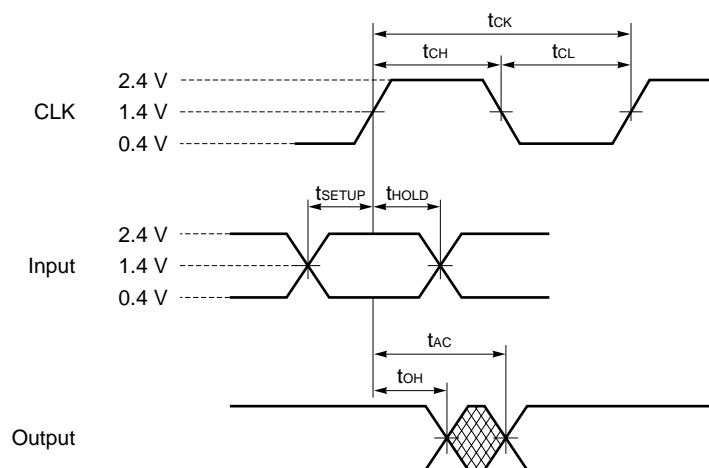 tCK
tCH tCL
2.4 V
CLK 1.4 V
0.4 V
tSETUP tHOLD
2.4 V
Input 1.4 V
0.4 V
tAC
tOH
Output